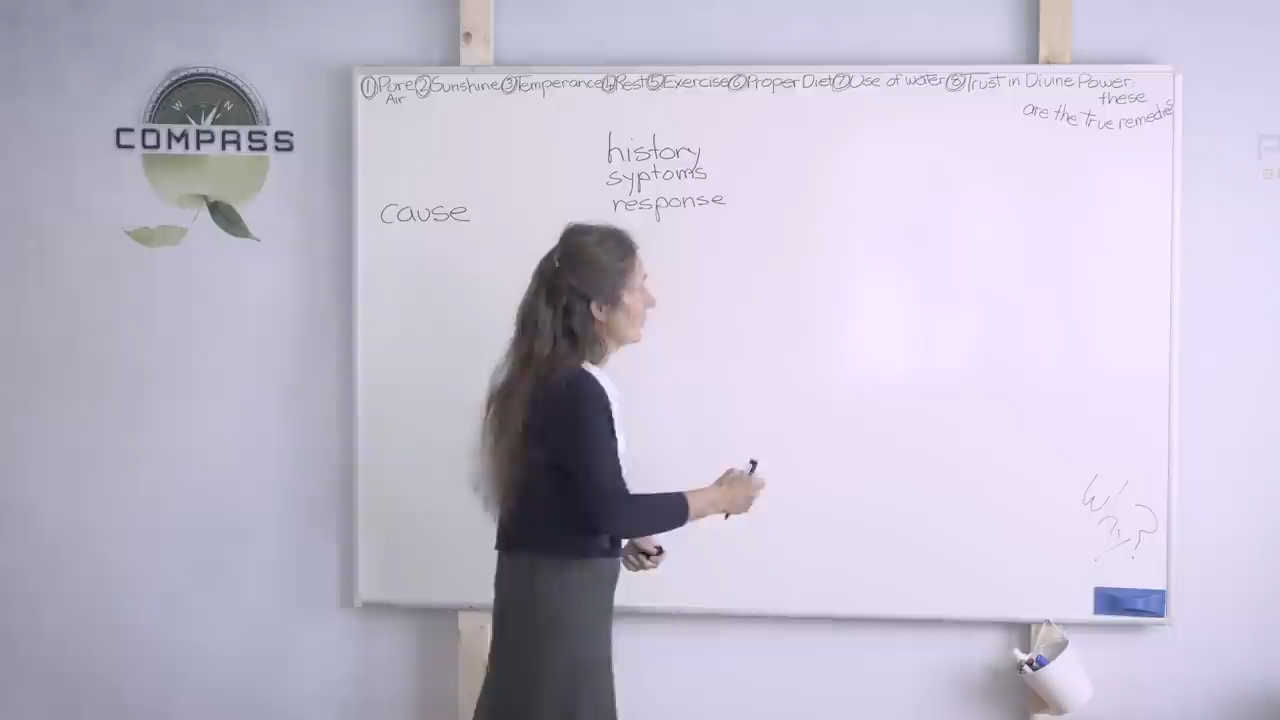 ①Pure ②Sunshine ③Temperance ④Rest ⑤Exercise ⑥Proper Diet ⑦Use of water ⑧Trust in Divine Power.
Air
these
are the True remedies
W N
COMPASS
history
syptoms
response
cause